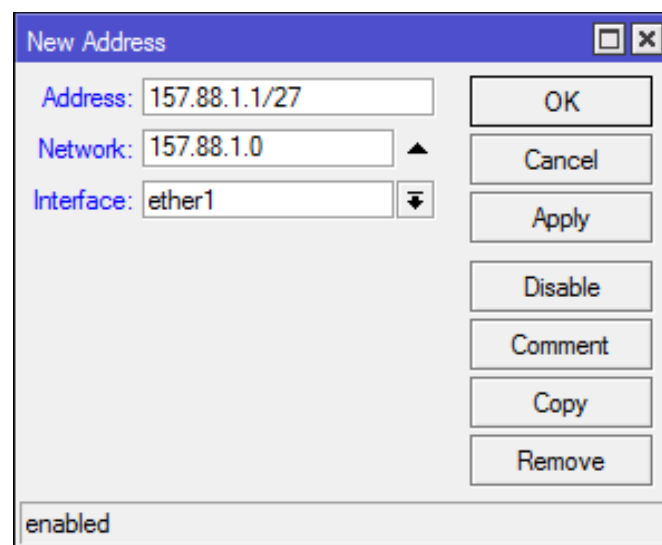 New Address
Address: 157.88.1.1/27
OK
Network: 157.88.1.0
Cancel
Interface: ether1
Apply
Disable
Comment
Copy
Remove
enabled